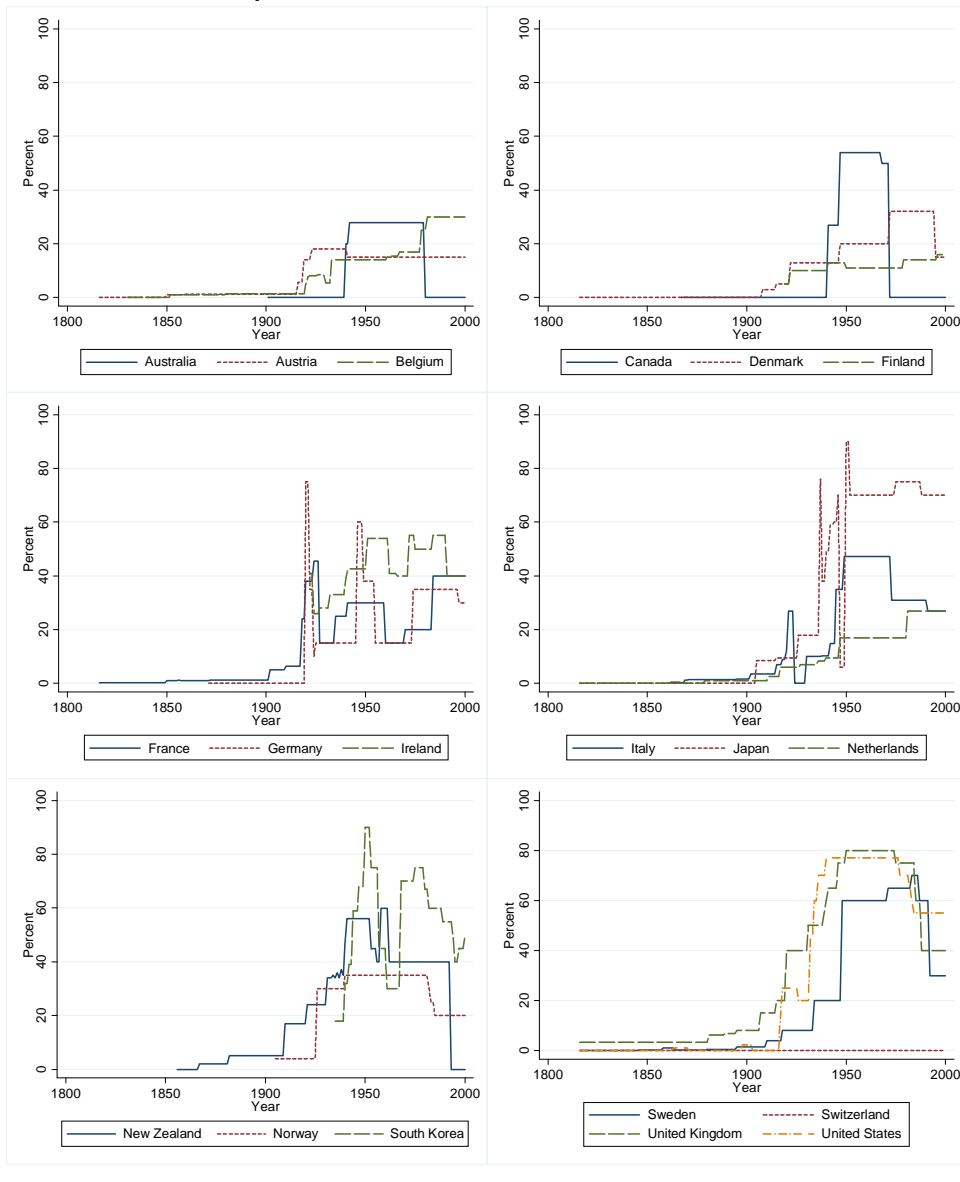 100
80
60
40
20
0
Percent
1800 1850 1900 1950 2000
Year
Australia Austria Belgium
100
80
60
40
20
0
Percent
1800 1850 1900 1950 2000
Year
Canada Denmark Finland
100
80
60
40
20
0
Percent
1800 1850 1900 1950 2000
Year
France Germany Ireland
100
80
60
40
20
0
Percent
1800 1850 1900 1950 2000
Year
Italy Japan Netherlands
100
80
60
40
20
0
Percent
1800 1850 1900 1950 2000
Year
New Zealand Norway South Korea
100
80
60
40
20
0
Percent
1800 1850 1900 1950 2000
Year
Sweden Switzerland
United Kingdom United States